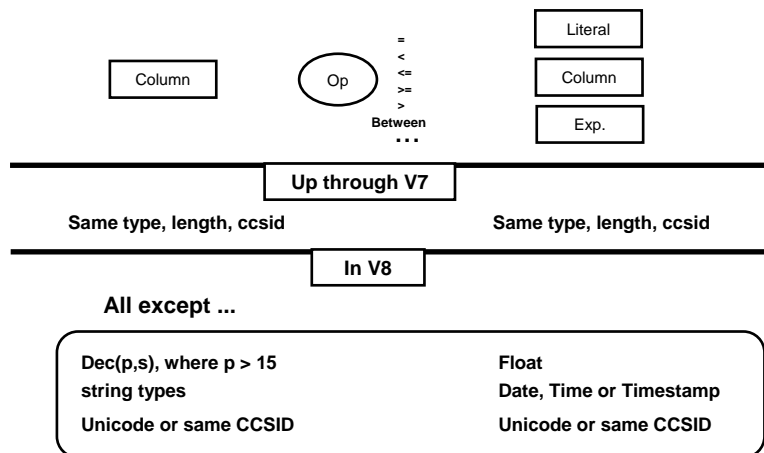 Literal
=
<
Column
Op
<=
Column
>=
>
Between
Exp.
...
Up through V7
Same type, length, ccsid
Same type, length, ccsid
In V8
All except ...
Dec(p,s), where p > 15
Float
string types
Date, Time or Timestamp
Unicode or same CCSID
Unicode or same CCSID